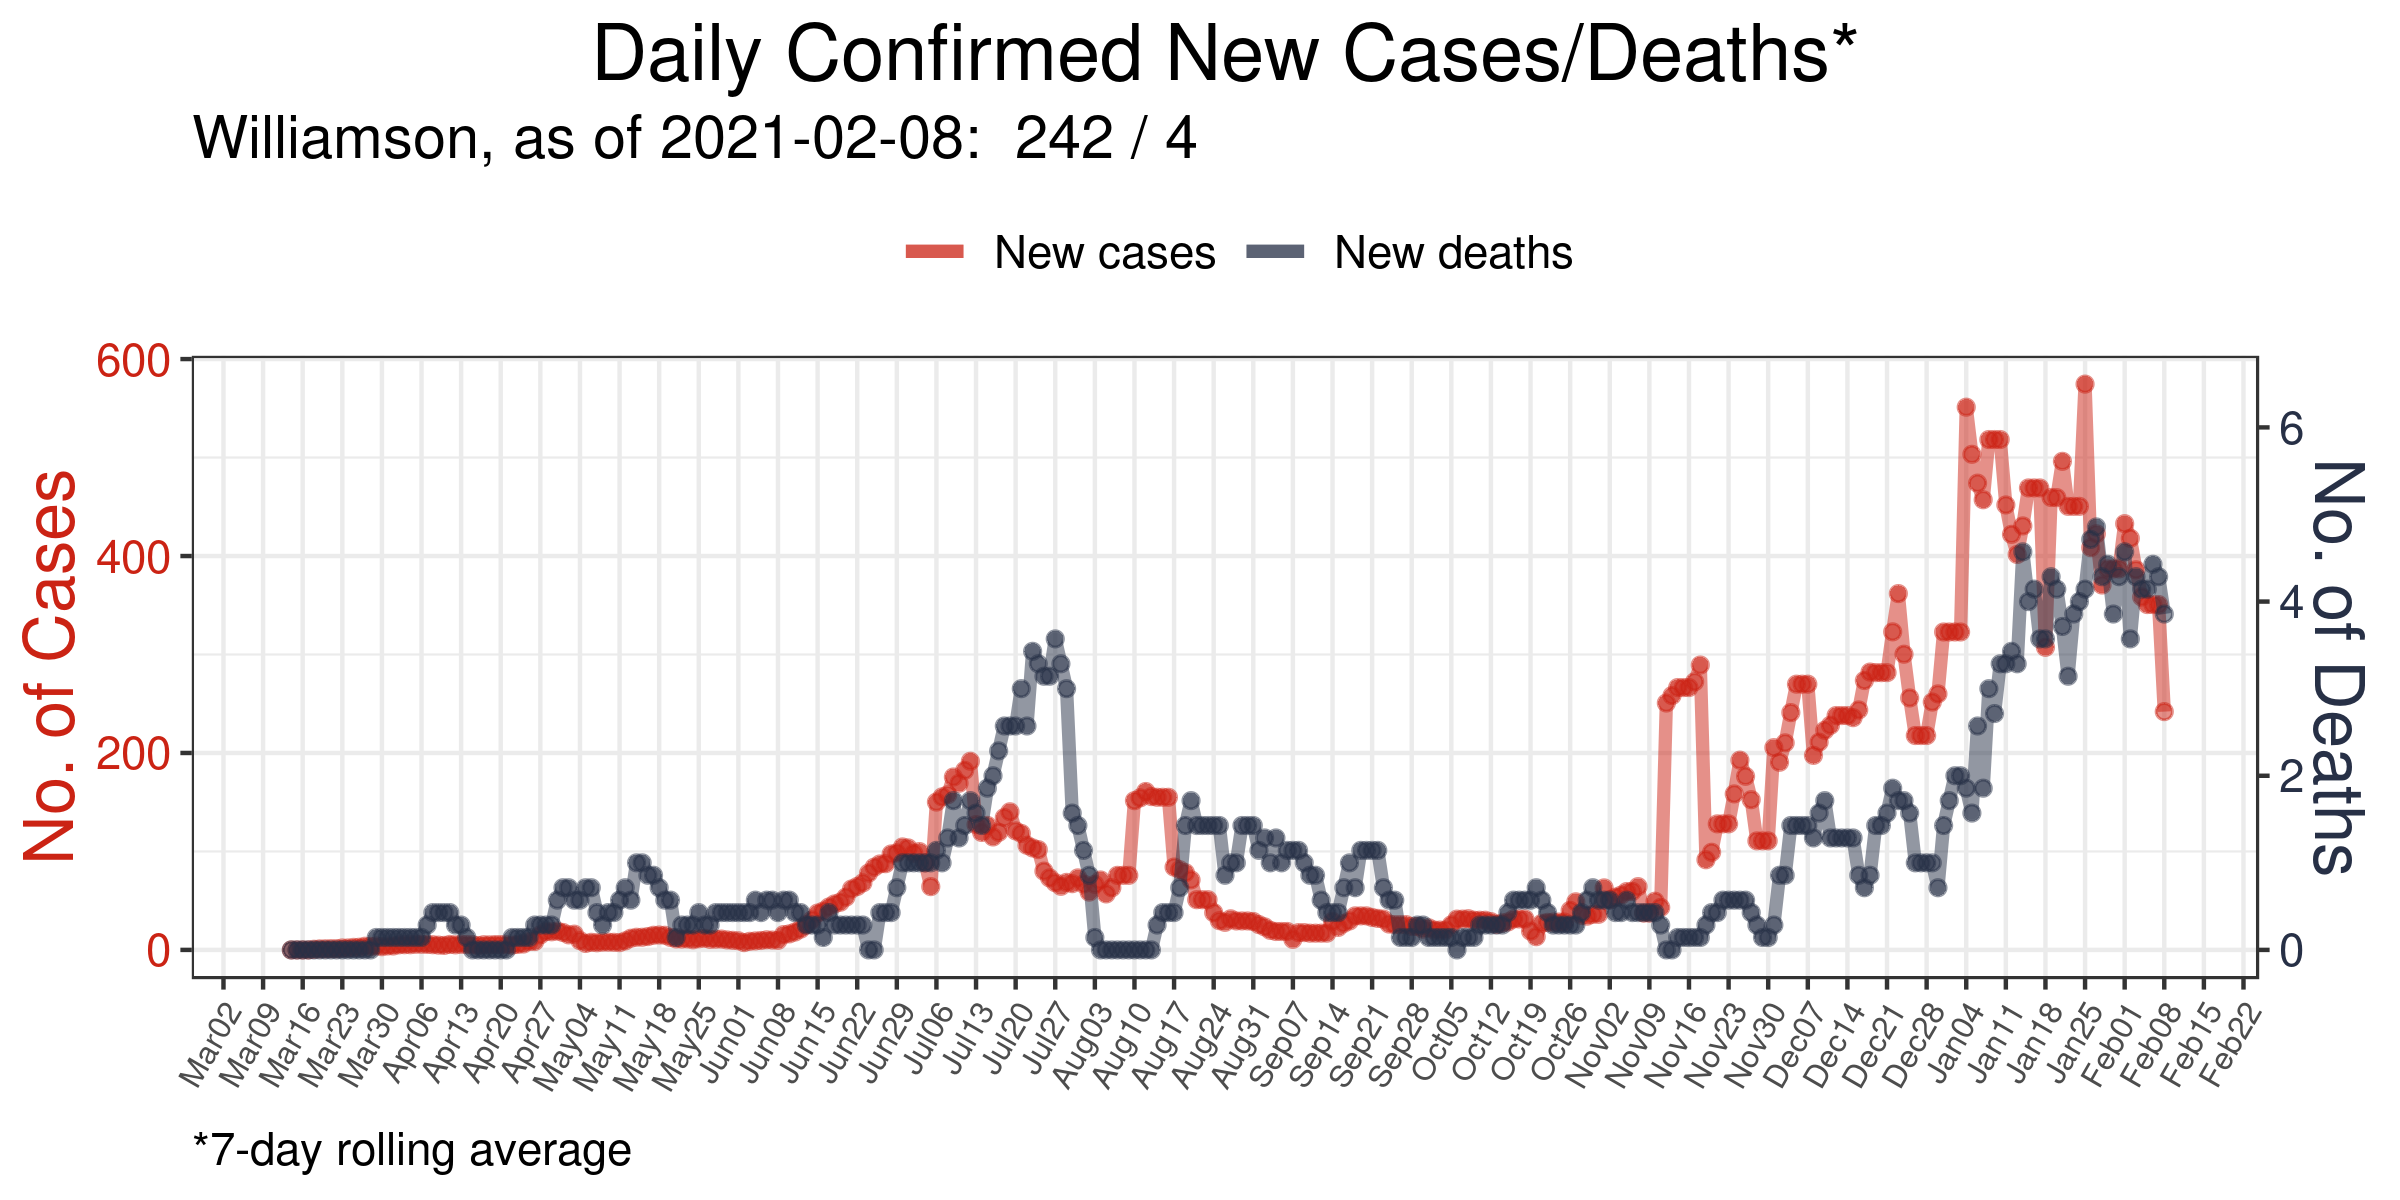 Daily Confirmed New Cases/Deaths*
Williamson, as of 2021-02-08:  242 / 4
New cases
New deaths
No. of Cases
600
400
200
0
No. of Deaths
6
4
2
0
Mar02
Mar09
Mar16
Mar23
Mar30
Apr06
Apr13
Apr20
Apr27
May04
May11
May18
May25
Jun01
Jun08
Jun15
Jun22
Jun29
Jul06
Jul13
Jul20
Jul27
Aug03
Aug10
Aug17
Aug24
Aug31
Sep07
Sep14
Sep21
Sep28
Oct05
Oct12
Oct19
Oct26
Nov02
Nov09
Nov16
Nov23
Nov30
Dec07
Dec14
Dec21
Dec28
Jan04
Jan11
Jan18
Jan25
Feb01
Feb08
Feb15
Feb22
*7-day rolling average